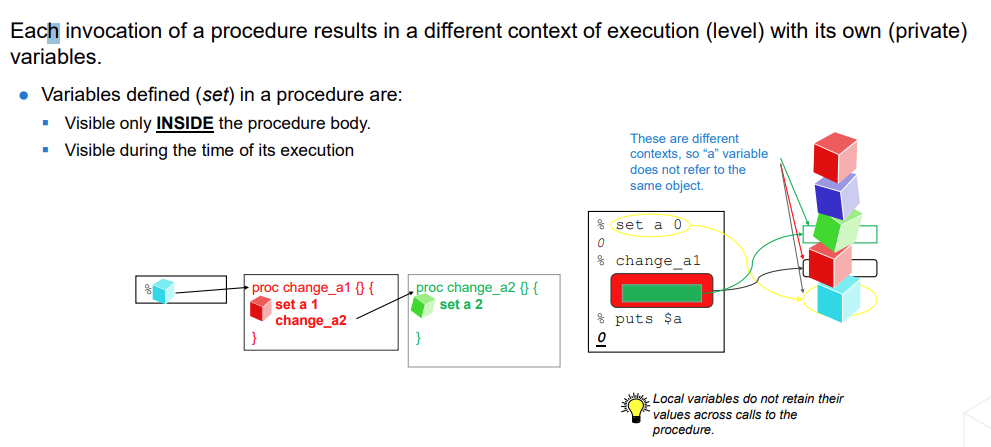 Each invocation of a procedure results in a different context of execution (level) with its own (private)
variables.
Variables defined (set) in a procedure are:
Visible only INSIDE the procedure body.
Visible during the time of its execution
These are different
contexts, so “a” variable
does not refer to the
same object.
%
proc change_a1 {} {
set a 1
change_a2
}
proc change_a2 {} {
set a 2
}
% set a 0
0
% change_a1
% puts $a
0
Local variables do not retain their
values across calls to the
procedure.